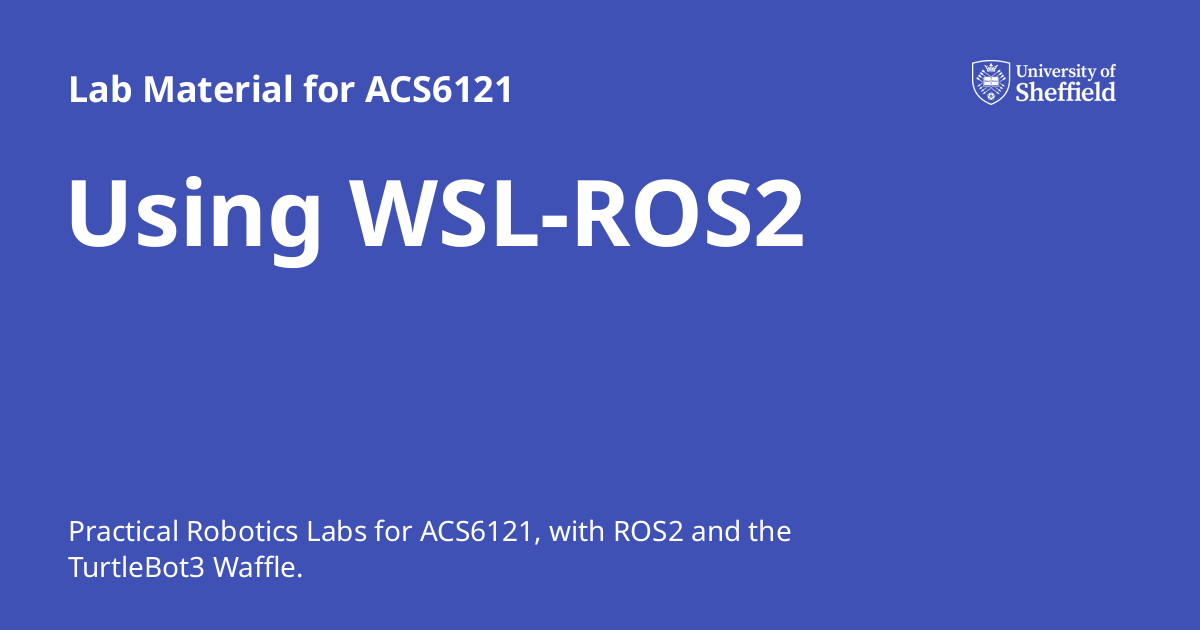 Lab Material for ACS6121
University of
Sheffield
Using WSL-ROS2
Practical Robotics Labs for ACS6121, with ROS2 and the
TurtleBot3 Waffle.